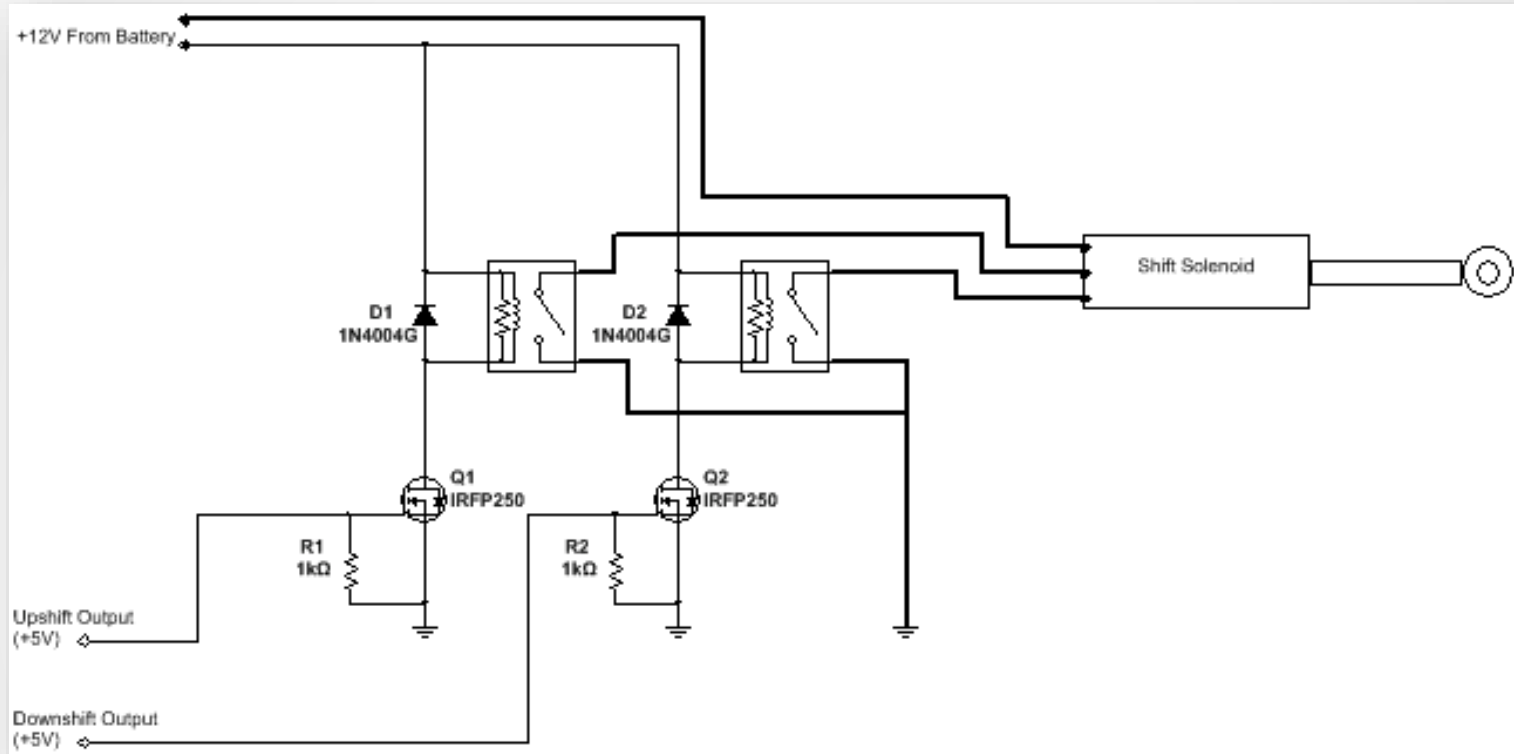 +12V From Battery
Shift Solenoid
D1
1N4004G
D2
1N4004G
Q1
IRFP250
Q2
IRFP250
R1
1kΩ
R2
1kΩ
Upshift Output
(+5V)
Downshift Output
(+5V)